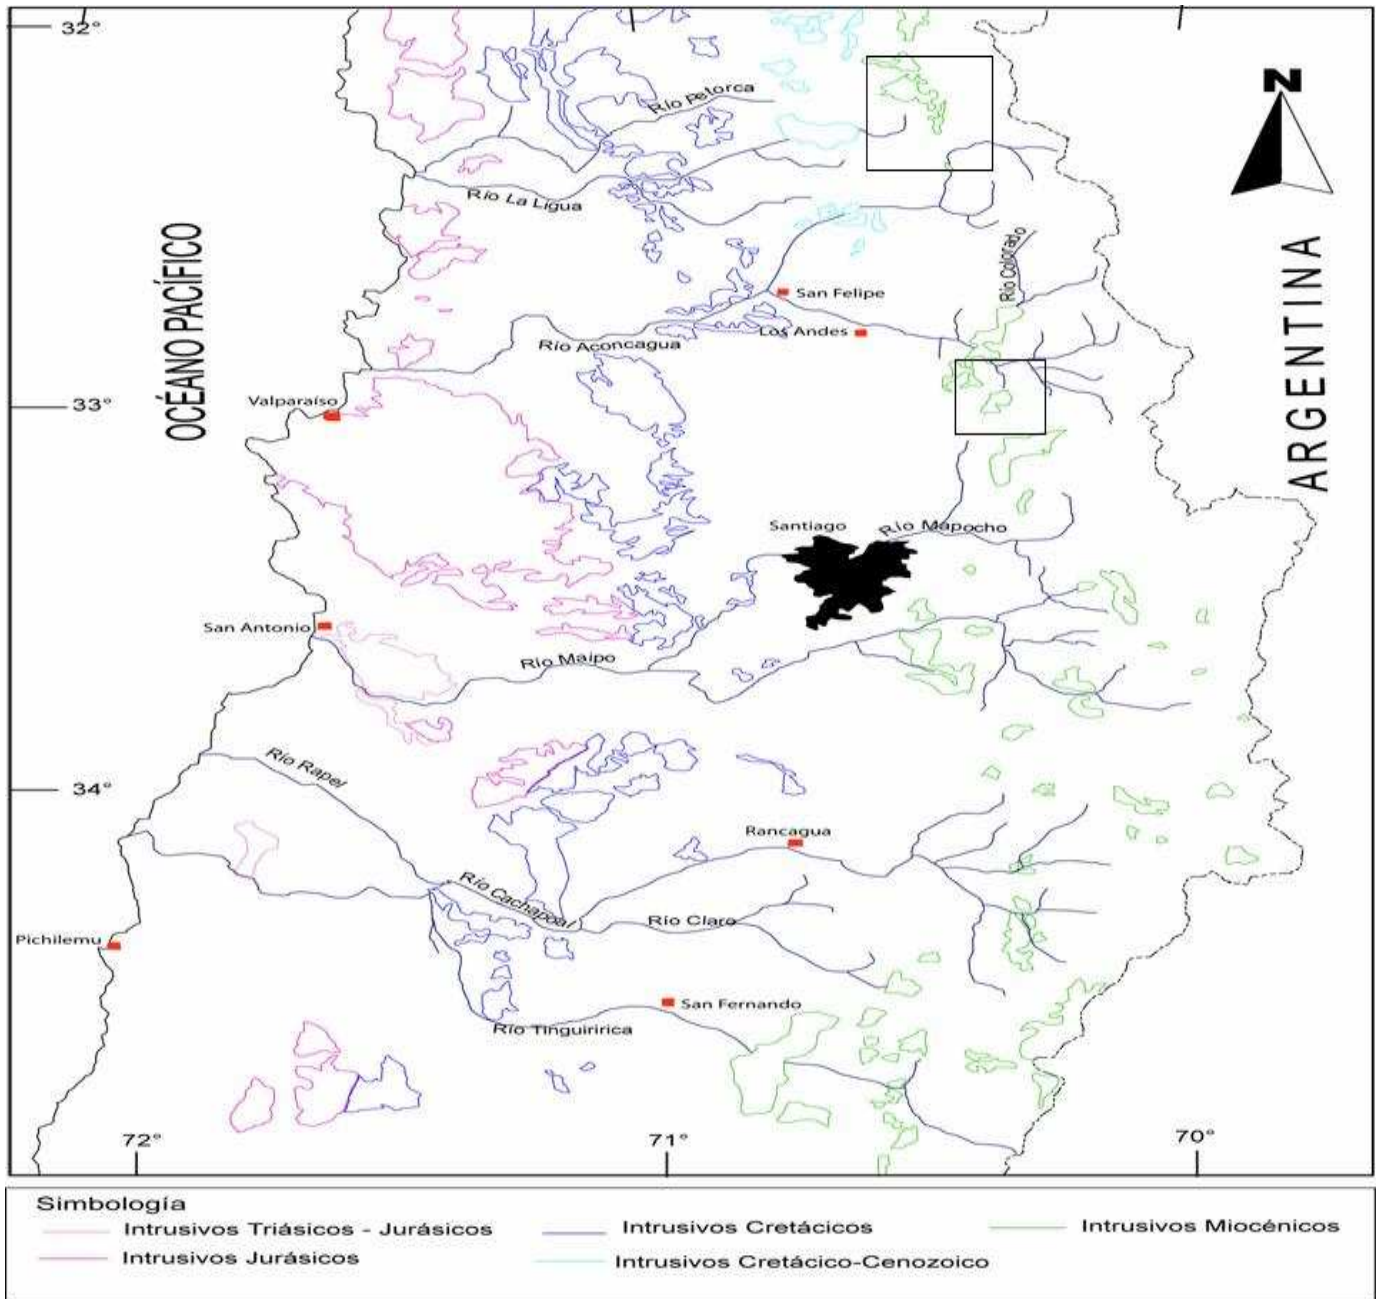 32°
N
Río Petorca
Río La Ligua
OCÉANO PACÍFICO
Río Colorado
ARGENTINA
San Felipe
Los Andes
Río Aconcagua
Valparaíso
33°
Santiago
Río Mapocho
San Antonio
Río Maipo
Río Rapel
34°
Rancagua
Río Cachapoal
Río Claro
Pichilemu
San Fernando
Río Tinguiririca
72°
71°
70°
Simbología
Intrusivos Triásicos - Jurásicos
Intrusivos Cretácicos
Intrusivos Miocénicos
Intrusivos Jurásicos
Intrusivos Cretácico-Cenozoico